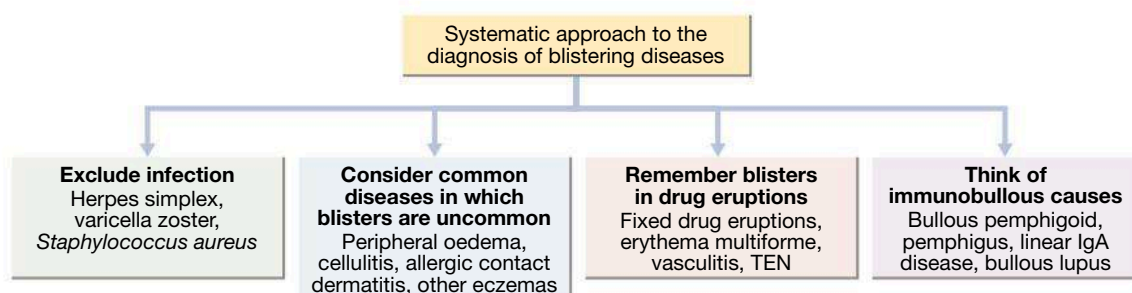 Systematic approach to the
diagnosis of blistering diseases
Exclude infection
Herpes simplex,
varicella zoster,
Staphylococcus aureus
Consider common
diseases in which
blisters are uncommon
Peripheral oedema,
cellulitis, allergic contact
dermatitis, other eczemas
Remember blisters
in drug eruptions
Fixed drug eruptions,
erythema multiforme,
vasculitis, TEN
Think of
immunobullous causes
Bullous pemphigoid,
pemphigus, linear IgA
disease, bullous lupus